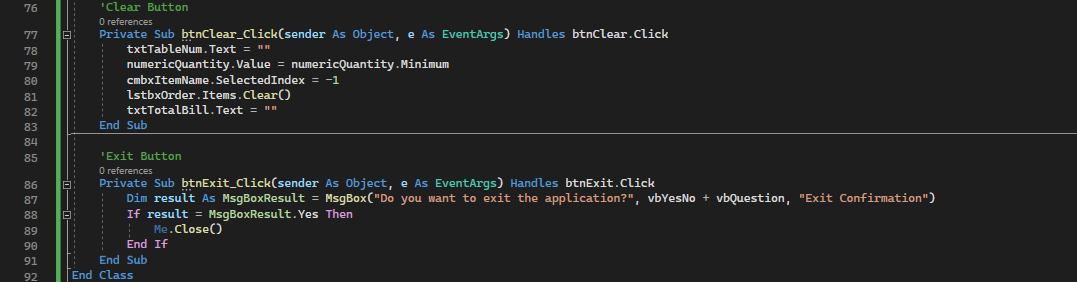 76 'Clear Button
0 references
77 Private Sub btnClear_Click(sender As Object, e As EventArgs) Handles btnClear.Click
78 txtTableNum.Text = ""
79 numericQuantity.Value = numericQuantity.Minimum
80 cmbxItemName.SelectedIndex = -1
81 lstbxOrder.Items.Clear()
82 txtTotalBill.Text = ""
83 End Sub
84
85 'Exit Button
0 references
86 Private Sub btnExit_Click(sender As Object, e As EventArgs) Handles btnExit.Click
87 Dim result As MsgBoxResult = MsgBox("Do you want to exit the application?", vbYesNo + vbQuestion, "Exit Confirmation")
88 If result = MsgBoxResult.Yes Then
89 Me.Close()
90 End If
91 End Sub
92 End Class